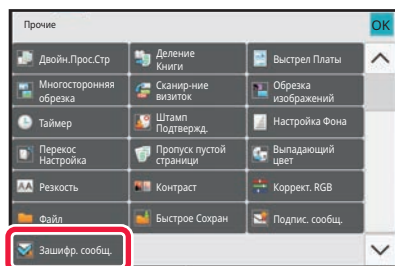 Прочие
OK
Двойн.Прос.Стр
Деление
Книги
Выстрел Платы
Многосторонняя
обрезка
Сканир-ние
визиток
Обрезка
изображений
Таймер
Штамп
Подтвержд.
Настройка Фона
Перекос
Настройка
Пропуск пустой
страници
Выпадающий
цвет
Резкость
Контраст
Коррект. RGB
Файл
Быстрое Сохран
Подпис. сообщ.
Зашифр. сообщ.